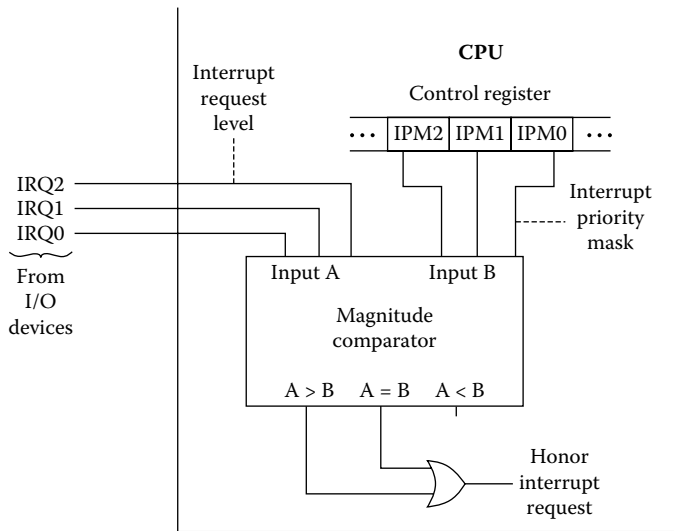 CPU
Interrupt
request
level
Control register
... IPM2 IPM1 IPM0 ...
IRQ2
IRQ1
IRQ0
From
I/O
devices
Interrupt
priority
mask
Input A Input B
Magnitude
comparator
A > B A = B A < B
Honor
interrupt
request